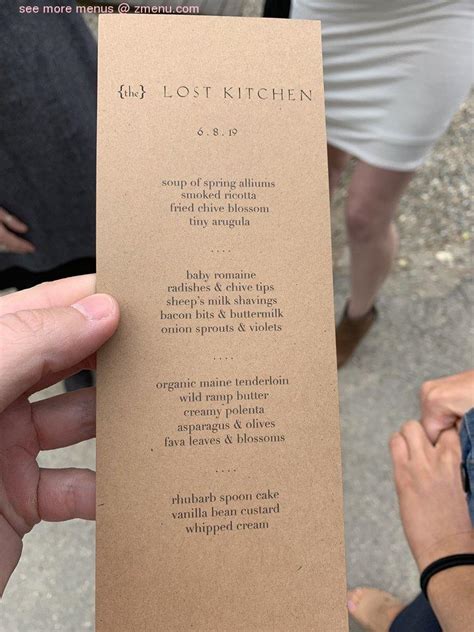 see more menus @ zmenu.com
{the} LOST KITCHEN
6.8.19
soup of spring alliums
smoked ricotta
fried chive blossom
tiny arugula
....
baby romaine
radishes & chive tips
sheep's milk shavings
bacon bits & buttermilk
onion sprouts & violets
....
organic maine tenderloin
wild ramp butter
creamy polenta
asparagus & olives
fava leaves & blossoms
....
rhubarb spoon cake
vanilla bean custard
whipped cream